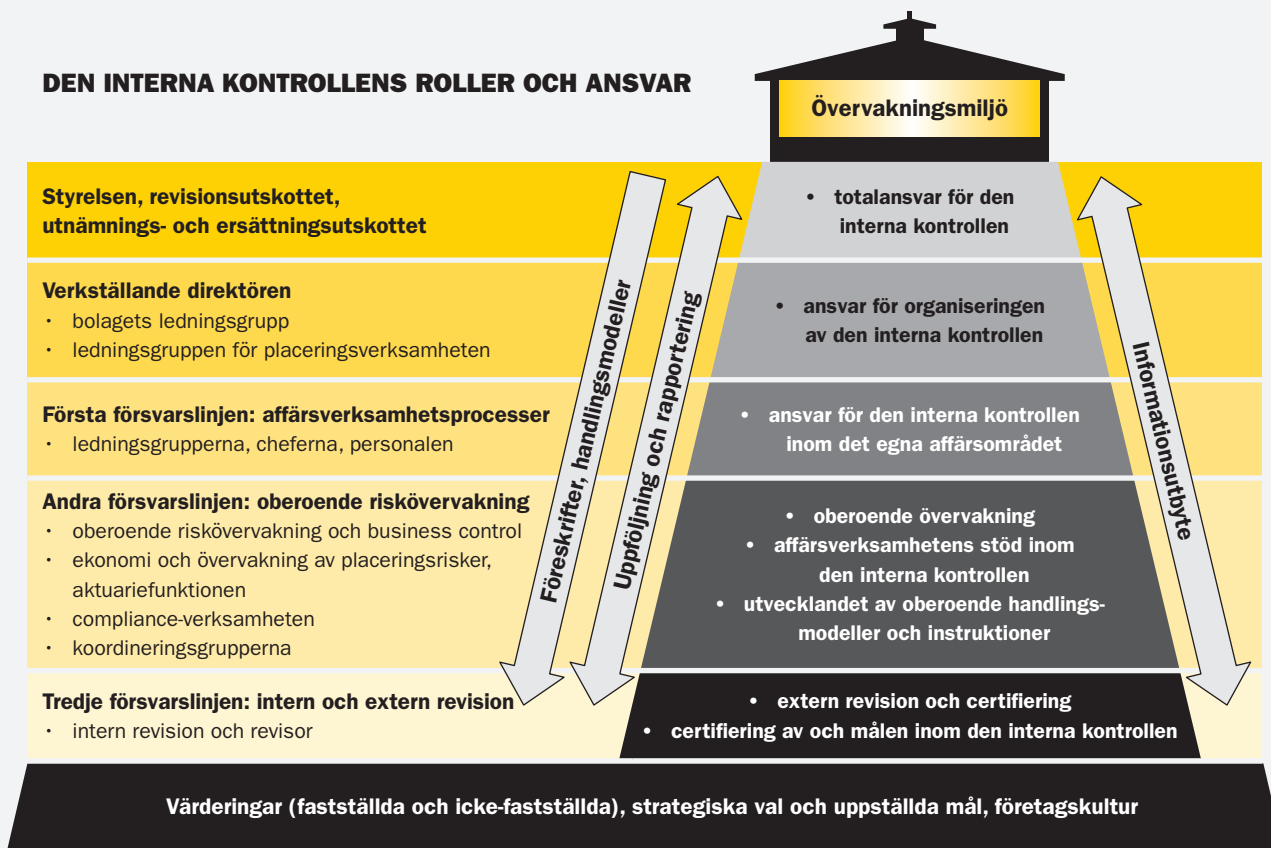 DEN INTERNA KONTROLLENS ROLLER OCH ANSVAR
Övervakningsmiljö
Styrelsen, revisionsutskottet,
utnämnings- och ersättningsutskottet
• totalansvar för den
interna kontrollen
Verkställande direktören
· bolagets ledningsgrupp
· ledningsgruppen för placeringsverksamheten
• ansvar för organiseringen
av den interna kontrollen
Första försvarslinjen: affärsverksamhetsprocesser
· ledningsgrupperna, cheferna, personalen
• ansvar för den interna kontrollen
inom det egna affärsområdet
Andra försvarslinjen: oberoende riskövervakning
· oberoende riskövervakning och business control
· ekonomi och övervakning av placeringsrisker,
aktuariefunktionen
· compliance-verksamheten
· koordineringsgrupperna
• oberoende övervakning
• affärsverksamhetens stöd inom
den interna kontrollen
• utvecklandet av oberoende handlings-
modeller och instruktioner
Tredje försvarslinjen: intern och extern revision
· intern revision och revisor
• extern revision och certifiering
• certifiering av och målen inom den interna kontrollen
Föreskrifter, handlingsmodeller
Uppföljning och rapportering
Informationsutbyte
Värderingar (fastställda och icke-fastställda), strategiska val och uppställda mål, företagskultur